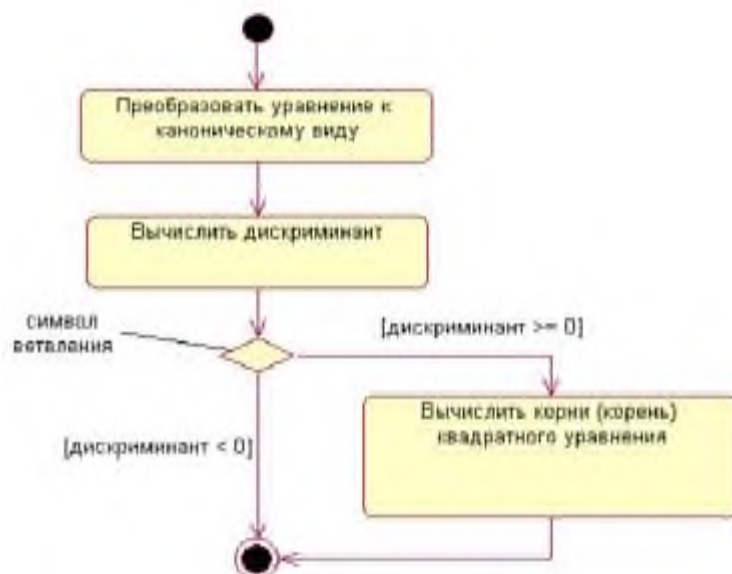 Преобразовать уравнение к
каноническому виду
Вычислить дискриминант
символ
ветвления
[дискриминант >= 0]
Вычислить корни (корень)
квадратного уравнения
[дискриминант < 0]